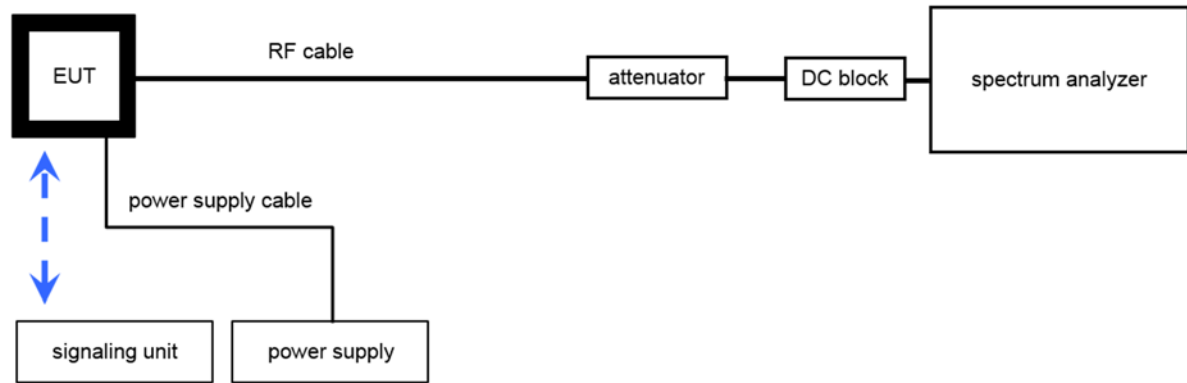 EUT
RF cable
attenuator
DC block
spectrum analyzer
power supply cable
signaling unit
power supply